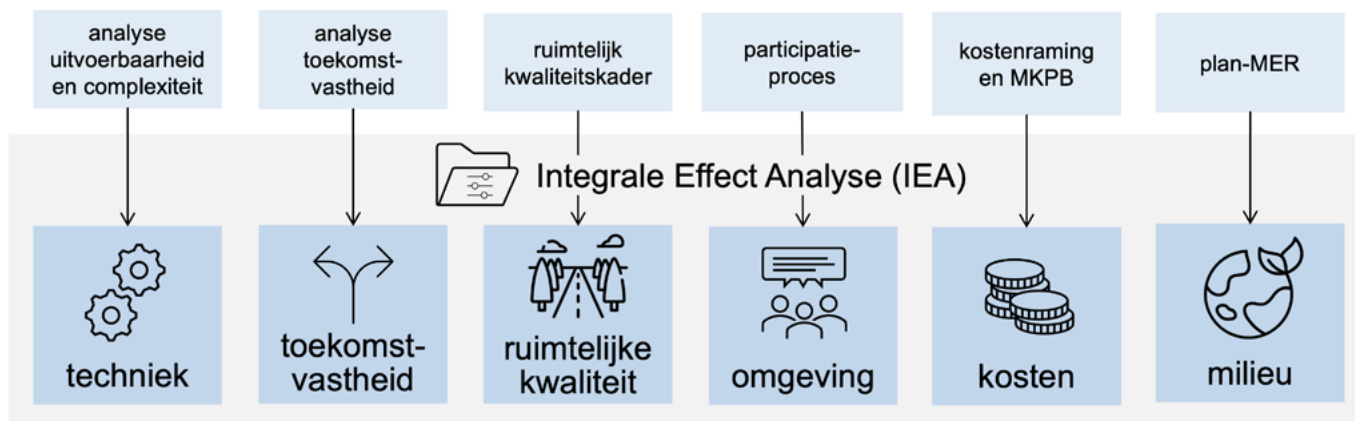 analyse
uitvoerbaarheid
en complexiteit
analyse
toekomst-
vastheid
ruimtelijk
kwaliteitskader
participatie-
proces
kostenraming
en MKPB
plan-MER
Integrale Effect Analyse (IEA)
techniek
toekomst-
vastheid
ruimtelijke
kwaliteit
omgeving
kosten
milieu